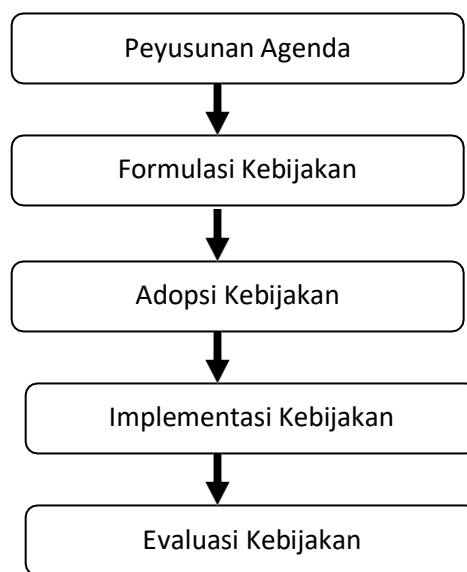 Peyusunan Agenda
Formulasi Kebijakan
Adopsi Kebijakan
Implementasi Kebijakan
Evaluasi Kebijakan